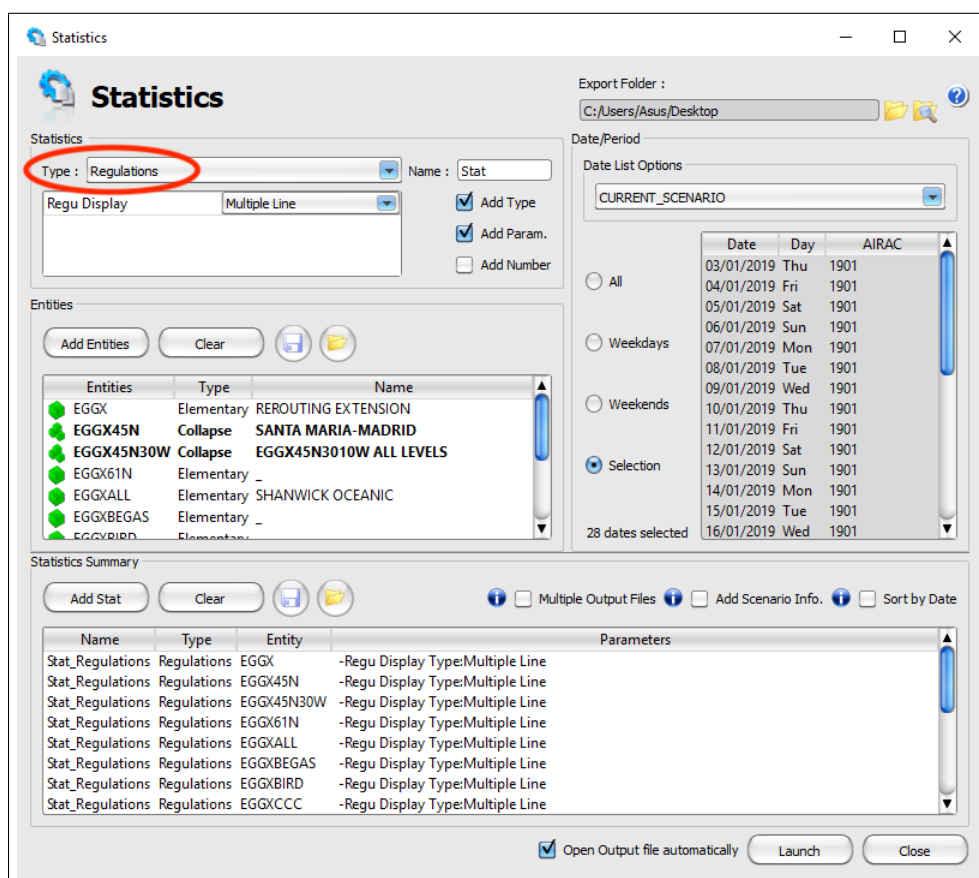 Statistics
Statistics
Export Folder :
C:/Users/Asus/Desktop
Statistics
Type : Regulations
Name : Stat
Regu Display Multiple Line
Add Type
Add Param.
Add Number
Date/Period
Date List Options
CURRENT_SCENARIO
All
Weekdays
Weekends
Selection
28 dates selected
Date Day AIRAC
03/01/2019 Thu 1901
04/01/2019 Fri 1901
05/01/2019 Sat 1901
06/01/2019 Sun 1901
07/01/2019 Mon 1901
08/01/2019 Tue 1901
09/01/2019 Wed 1901
10/01/2019 Thu 1901
11/01/2019 Fri 1901
12/01/2019 Sat 1901
13/01/2019 Sun 1901
14/01/2019 Mon 1901
15/01/2019 Tue 1901
16/01/2019 Wed 1901
Entities
Add Entities Clear
Entities Type Name
EGGX Elementary REROUTING EXTENSION
EGGX45N Collapse SANTA MARIA-MADRID
EGGX45N30W Collapse EGGX45N3010W ALL LEVELS
EGGX61N Elementary _
EGGXALL Elementary SHANWICK OCEANIC
EGGXBEGAS Elementary _
EGGXBIRD Elementary
Statistics Summary
Add Stat Clear
Multiple Output Files Add Scenario Info. Sort by Date
Name Type Entity Parameters
Stat_Regulations Regulations EGGX -Regu Display Type:Multiple Line
Stat_Regulations Regulations EGGX45N -Regu Display Type:Multiple Line
Stat_Regulations Regulations EGGX45N30W -Regu Display Type:Multiple Line
Stat_Regulations Regulations EGGX61N -Regu Display Type:Multiple Line
Stat_Regulations Regulations EGGXALL -Regu Display Type:Multiple Line
Stat_Regulations Regulations EGGXBEGAS -Regu Display Type:Multiple Line
Stat_Regulations Regulations EGGXBIRD -Regu Display Type:Multiple Line
Stat_Regulations Regulations EGGXCCC -Regu Display Type:Multiple Line
Open Output file automatically Launch Close